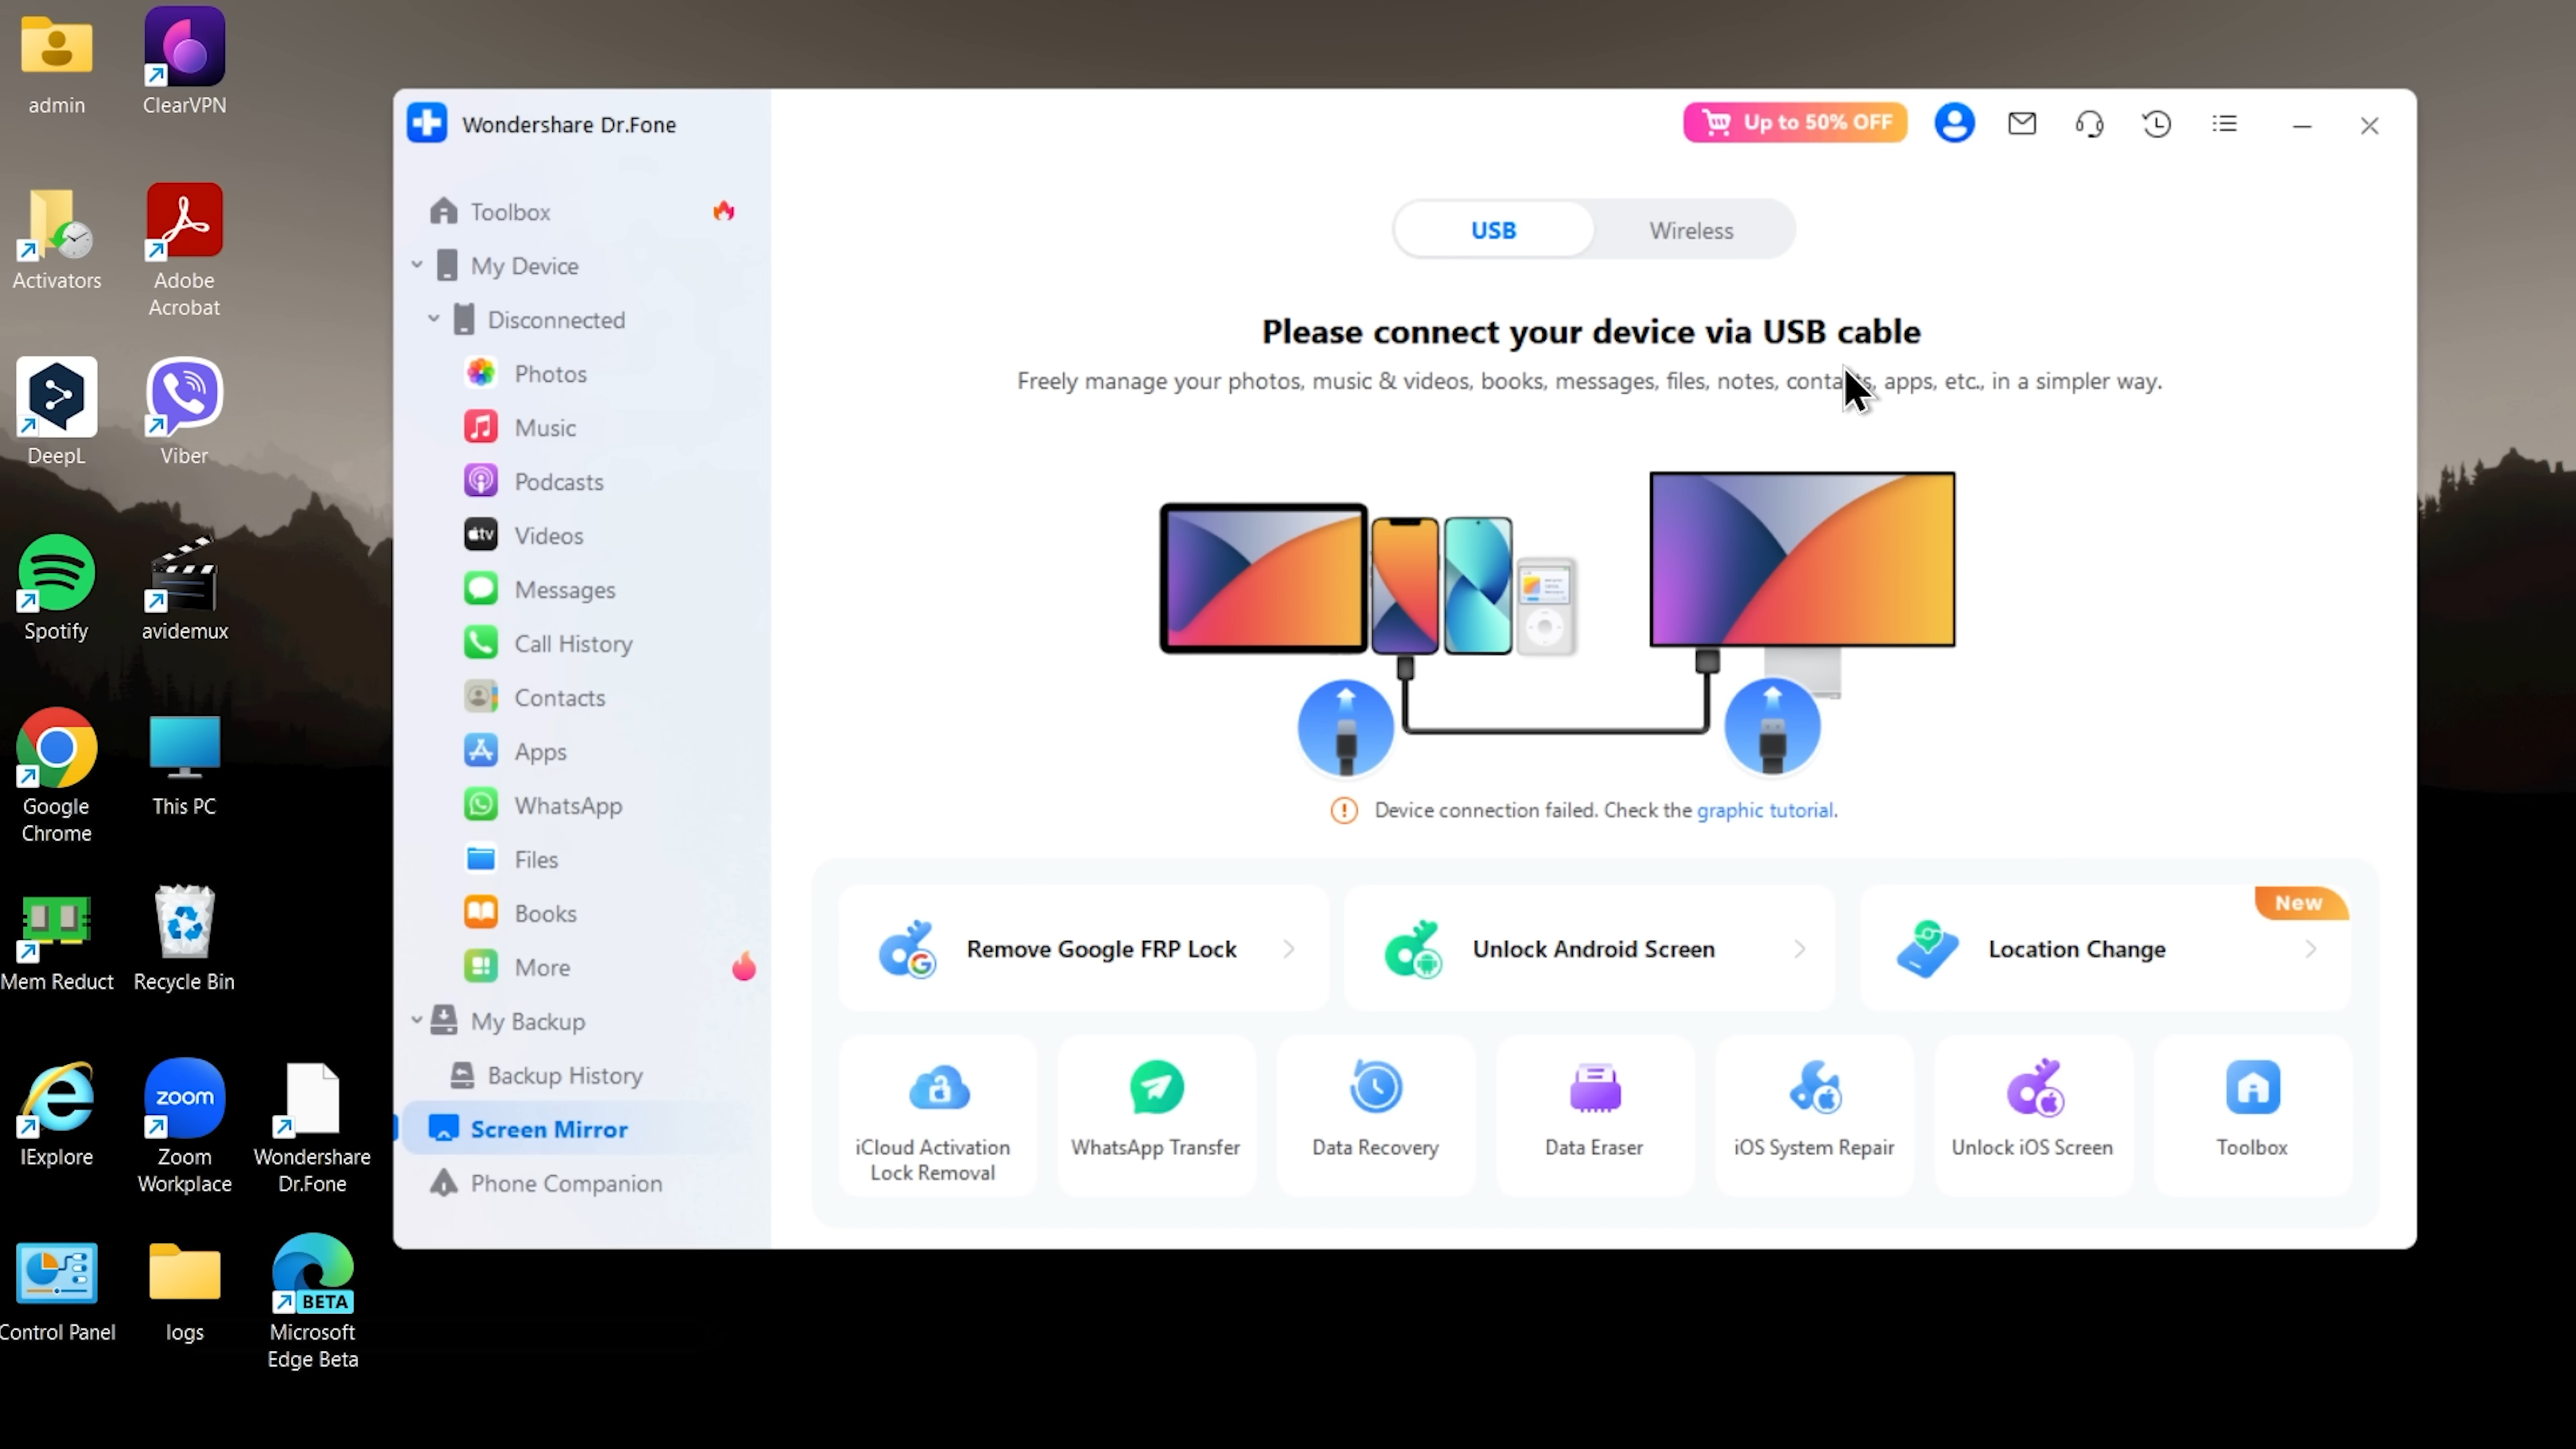 admin
ClearVPN
Activators
Adobe
Acrobat
DeepL
Viber
Spotify
avidemux
Google
Chrome
This PC
Mem Reduct
Recycle Bin
IExplore
zoom
Zoom
Workplace
Wondershare
Dr.Fone
Control Panel
logs
BETA
Microsoft
Edge Beta
Wondershare Dr.Fone
Up to 50% OFF
Toolbox
My Device
Disconnected
Photos
Music
Podcasts
tv
Videos
Messages
Call History
Contacts
Apps
WhatsApp
Files
Books
More
My Backup
Backup History
Screen Mirror
Phone Companion
USB
Wireless
Please connect your device via USB cable
Freely manage your photos, music & videos, books, messages, files, notes, contacts, apps, etc., in a simpler way.
Device connection failed. Check the graphic tutorial.
Remove Google FRP Lock
Unlock Android Screen
New
Location Change
iCloud Activation
Lock Removal
WhatsApp Transfer
Data Recovery
Data Eraser
iOS System Repair
Unlock iOS Screen
Toolbox